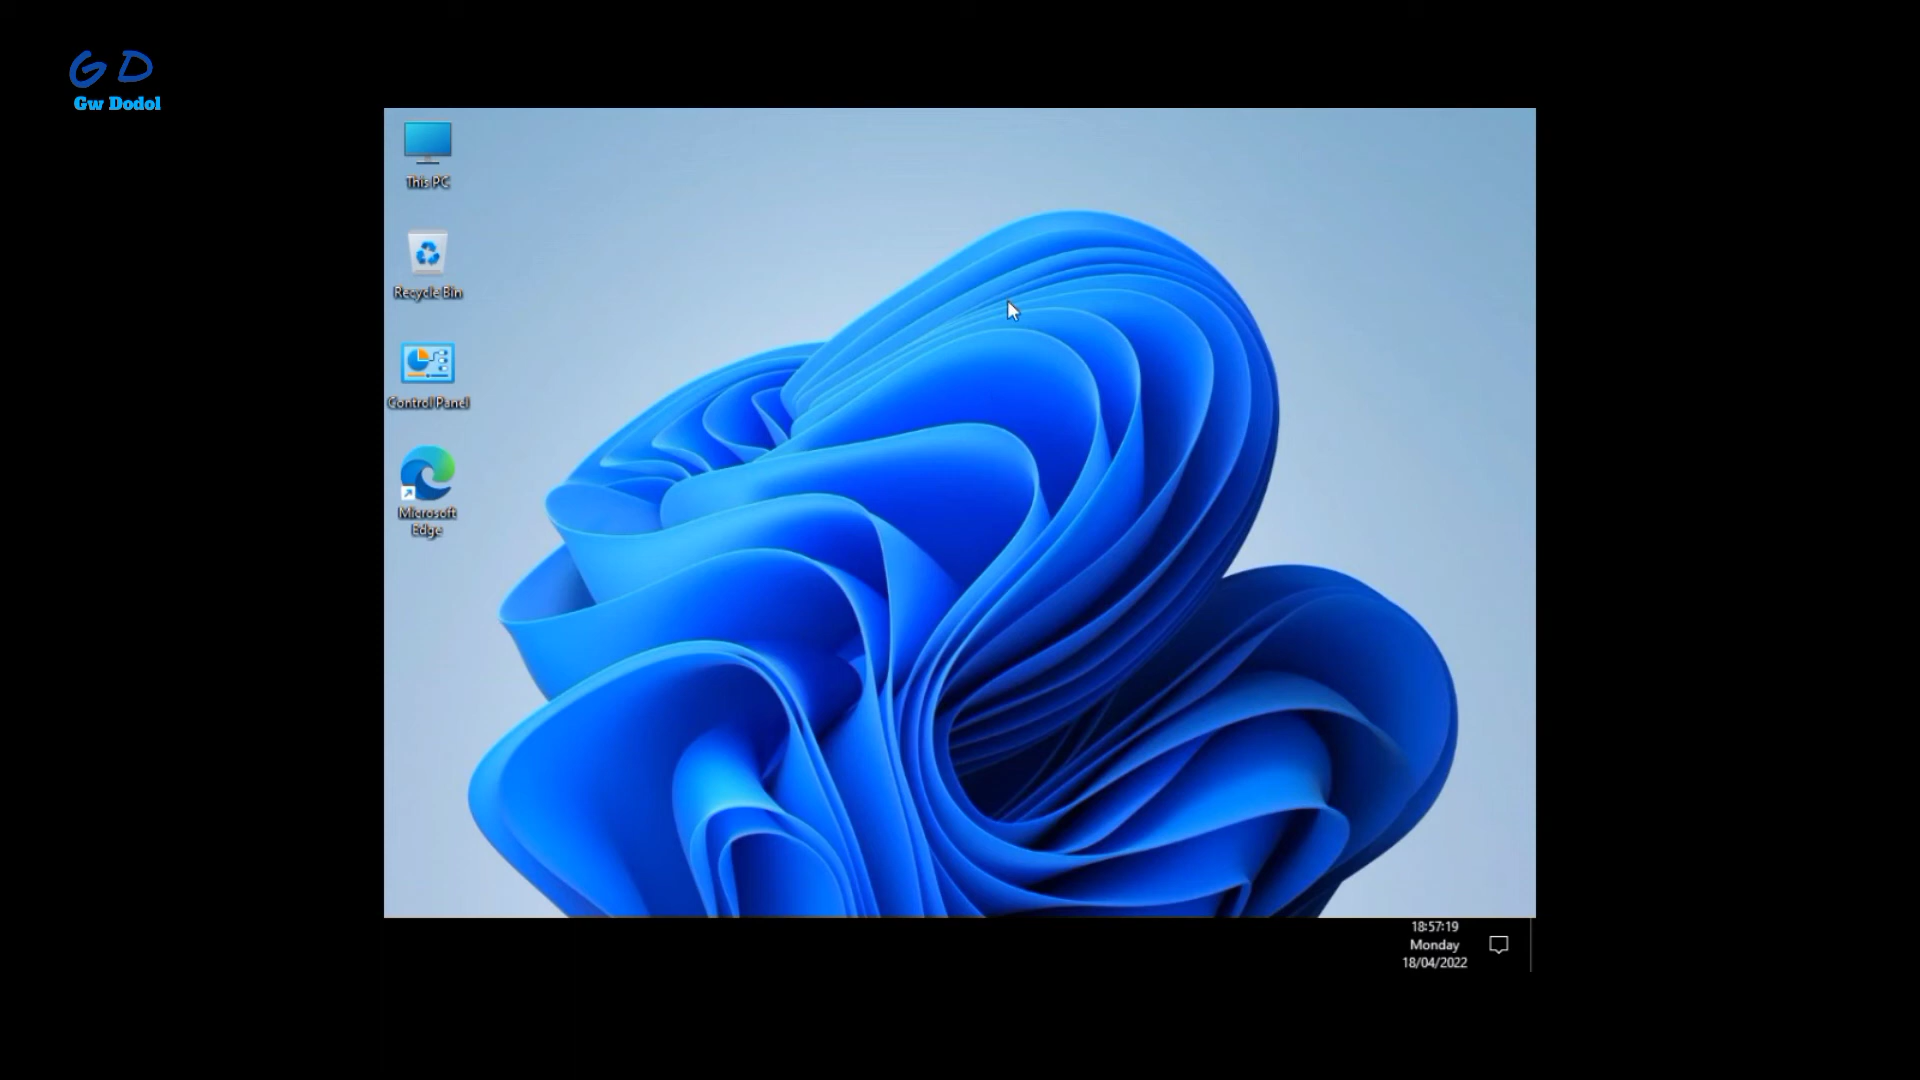 G D
Gw Dodol
This PC
Recycle Bin
Control Panel
Microsoft
Edge
18:57:19
Monday
18/04/2022